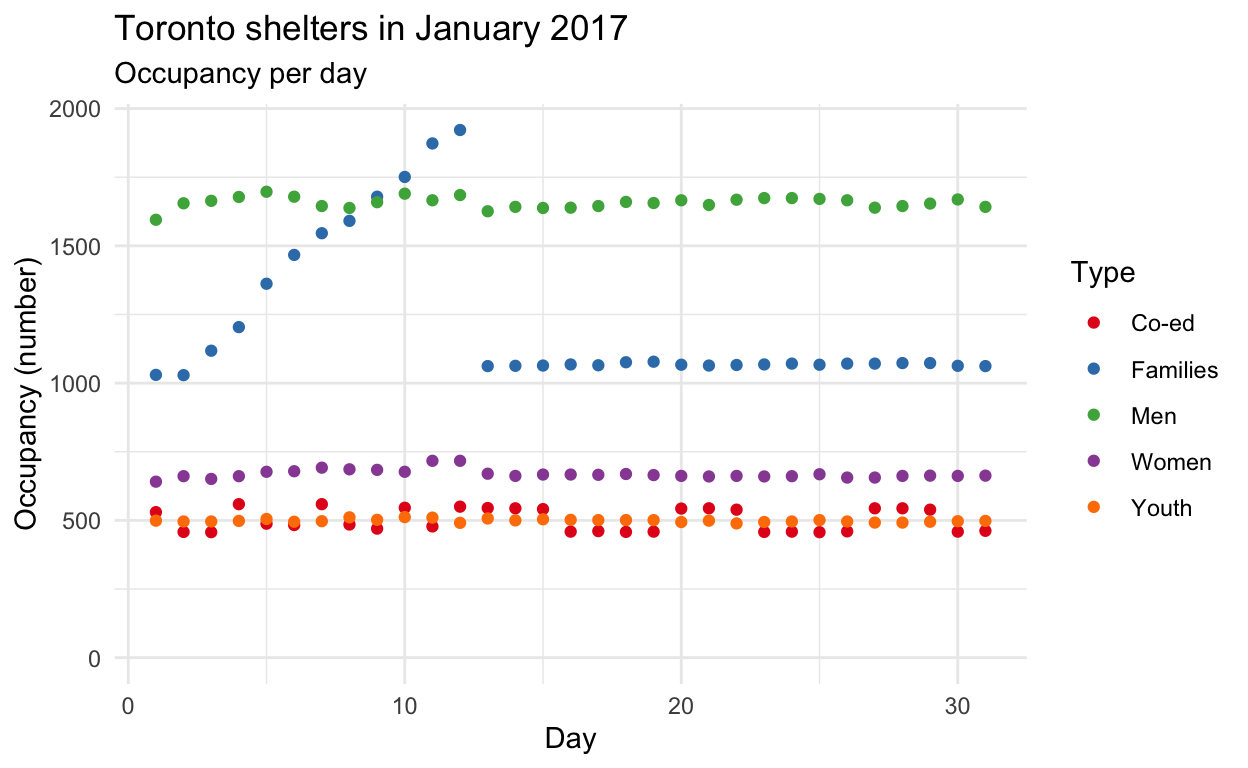 Toronto shelters in January 2017
Occupancy per day
2000
1500
1000
500
0
Occupancy (number)
0 10 20 30
Day
Type
Co-ed
Families
Men
Women
Youth